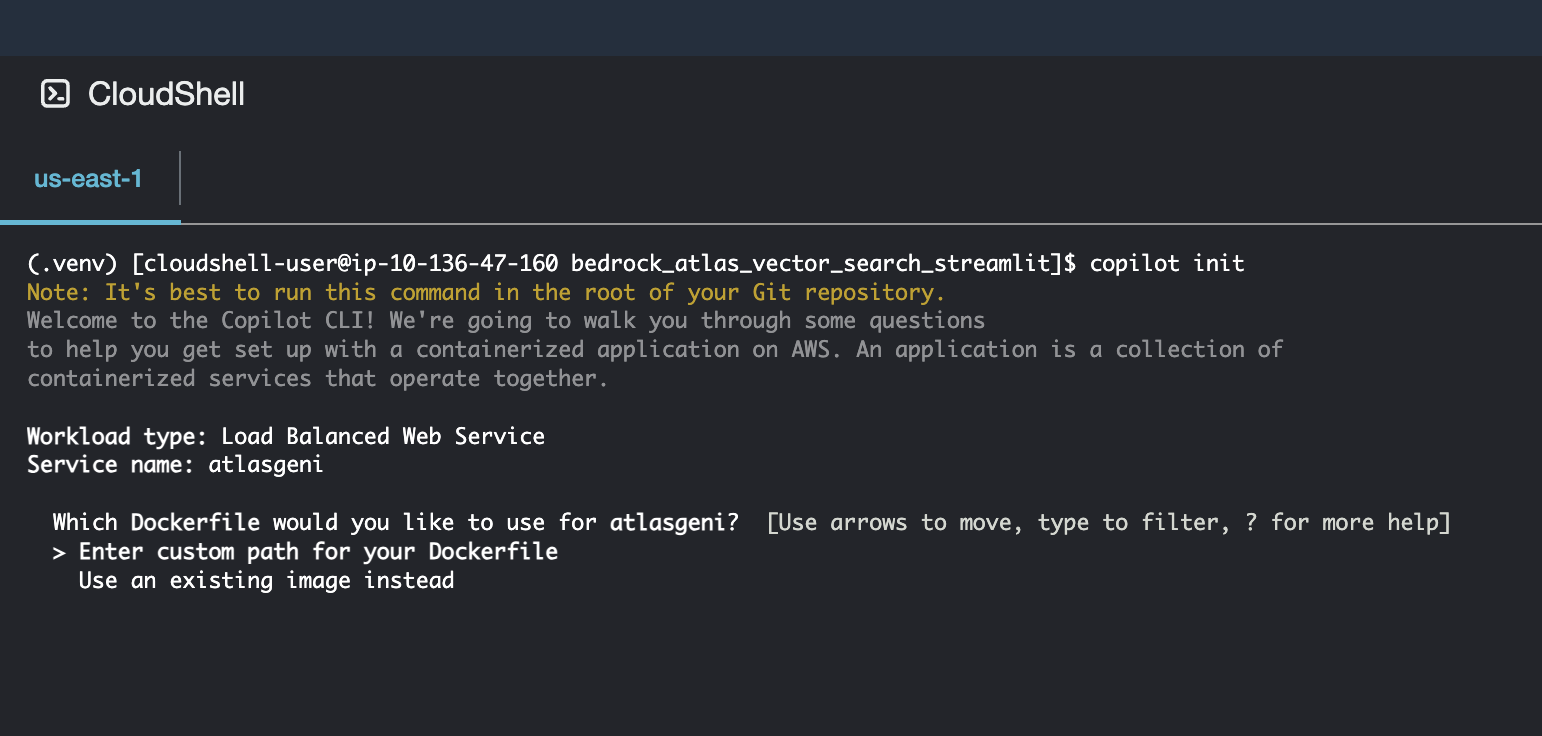 CloudShell
us-east-1
(.venv) [cloudshell-user@ip-10-136-47-160 bedrock_atlas_vector_search_streamlit]$ copilot init
Note: It's best to run this command in the root of your Git repository.
Welcome to the Copilot CLI! We're going to walk you through some questions
to help you get set up with a containerized application on AWS. An application is a collection of
containerized services that operate together.
Workload type: Load Balanced Web Service
Service name: atlasgeni
Which Dockerfile would you like to use for atlasgeni?  [Use arrows to move, type to filter, ? for more help]
> Enter custom path for your Dockerfile
Use an existing image instead